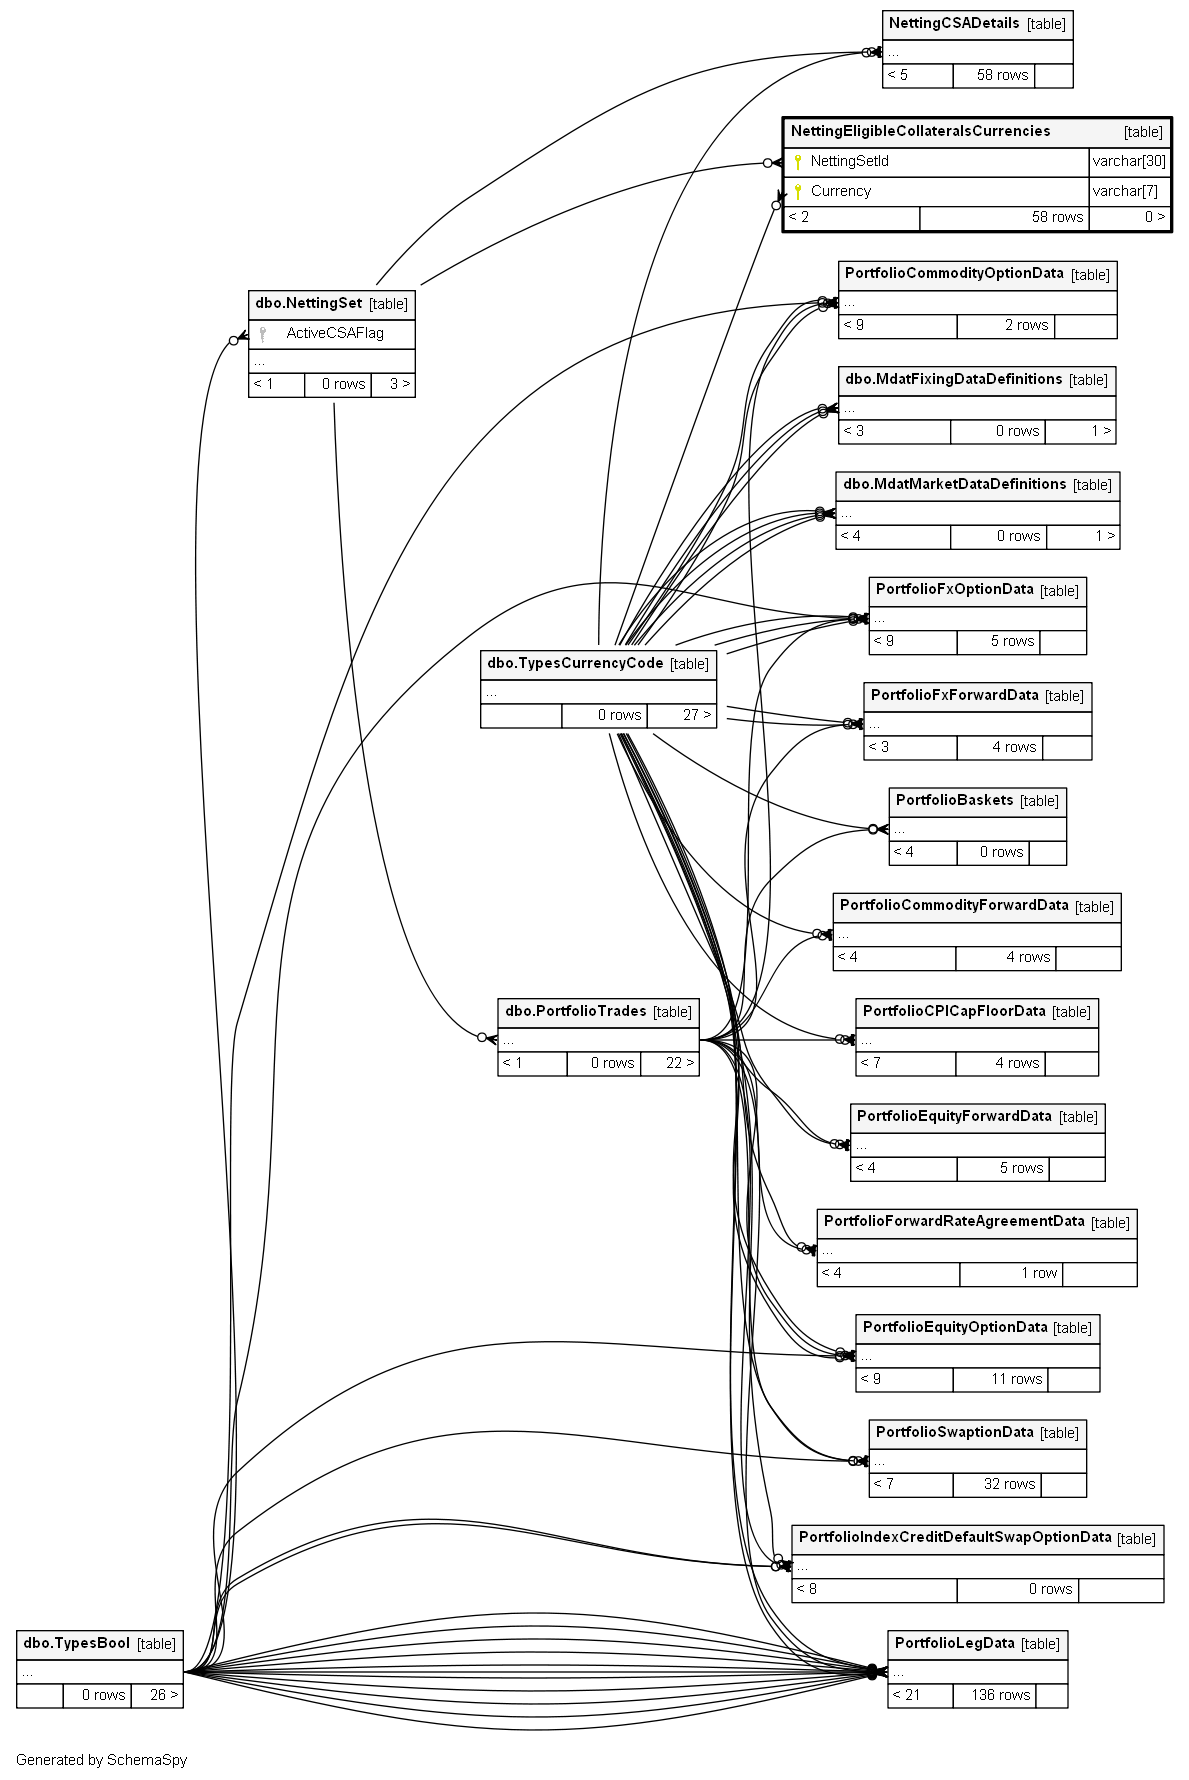 NettingCSADetails [table]
...
< 5 58 rows
NettingEligibleCollateralsCurrencies [table]
NettingSetId varchar[30]
Currency varchar[7]
< 2 58 rows 0 >
PortfolioCommodityOptionData [table]
...
< 9 2 rows
dbo.NettingSet [table]
ActiveCSAFlag
...
< 1 0 rows 3 >
dbo.MdatFixingDataDefinitions [table]
...
< 3 0 rows 1 >
dbo.MdatMarketDataDefinitions [table]
...
< 4 0 rows 1 >
PortfolioFxOptionData [table]
...
< 9 5 rows
dbo.TypesCurrencyCode [table]
...
0 rows 27 >
PortfolioFxForwardData [table]
...
< 3 4 rows
PortfolioBaskets [table]
...
< 4 0 rows
PortfolioCommodityForwardData [table]
...
< 4 4 rows
dbo.PortfolioTrades [table]
...
< 1 0 rows 22 >
PortfolioCPICapFloorData [table]
...
< 7 4 rows
PortfolioEquityForwardData [table]
...
< 4 5 rows
PortfolioForwardRateAgreementData [table]
...
< 4 1 row
PortfolioEquityOptionData [table]
...
< 9 11 rows
PortfolioSwaptionData [table]
...
< 7 32 rows
PortfolioIndexCreditDefaultSwapOptionData [table]
...
< 8 0 rows
dbo.TypesBool [table]
...
0 rows 26 >
PortfolioLegData [table]
...
< 21 136 rows
Generated by SchemaSpy